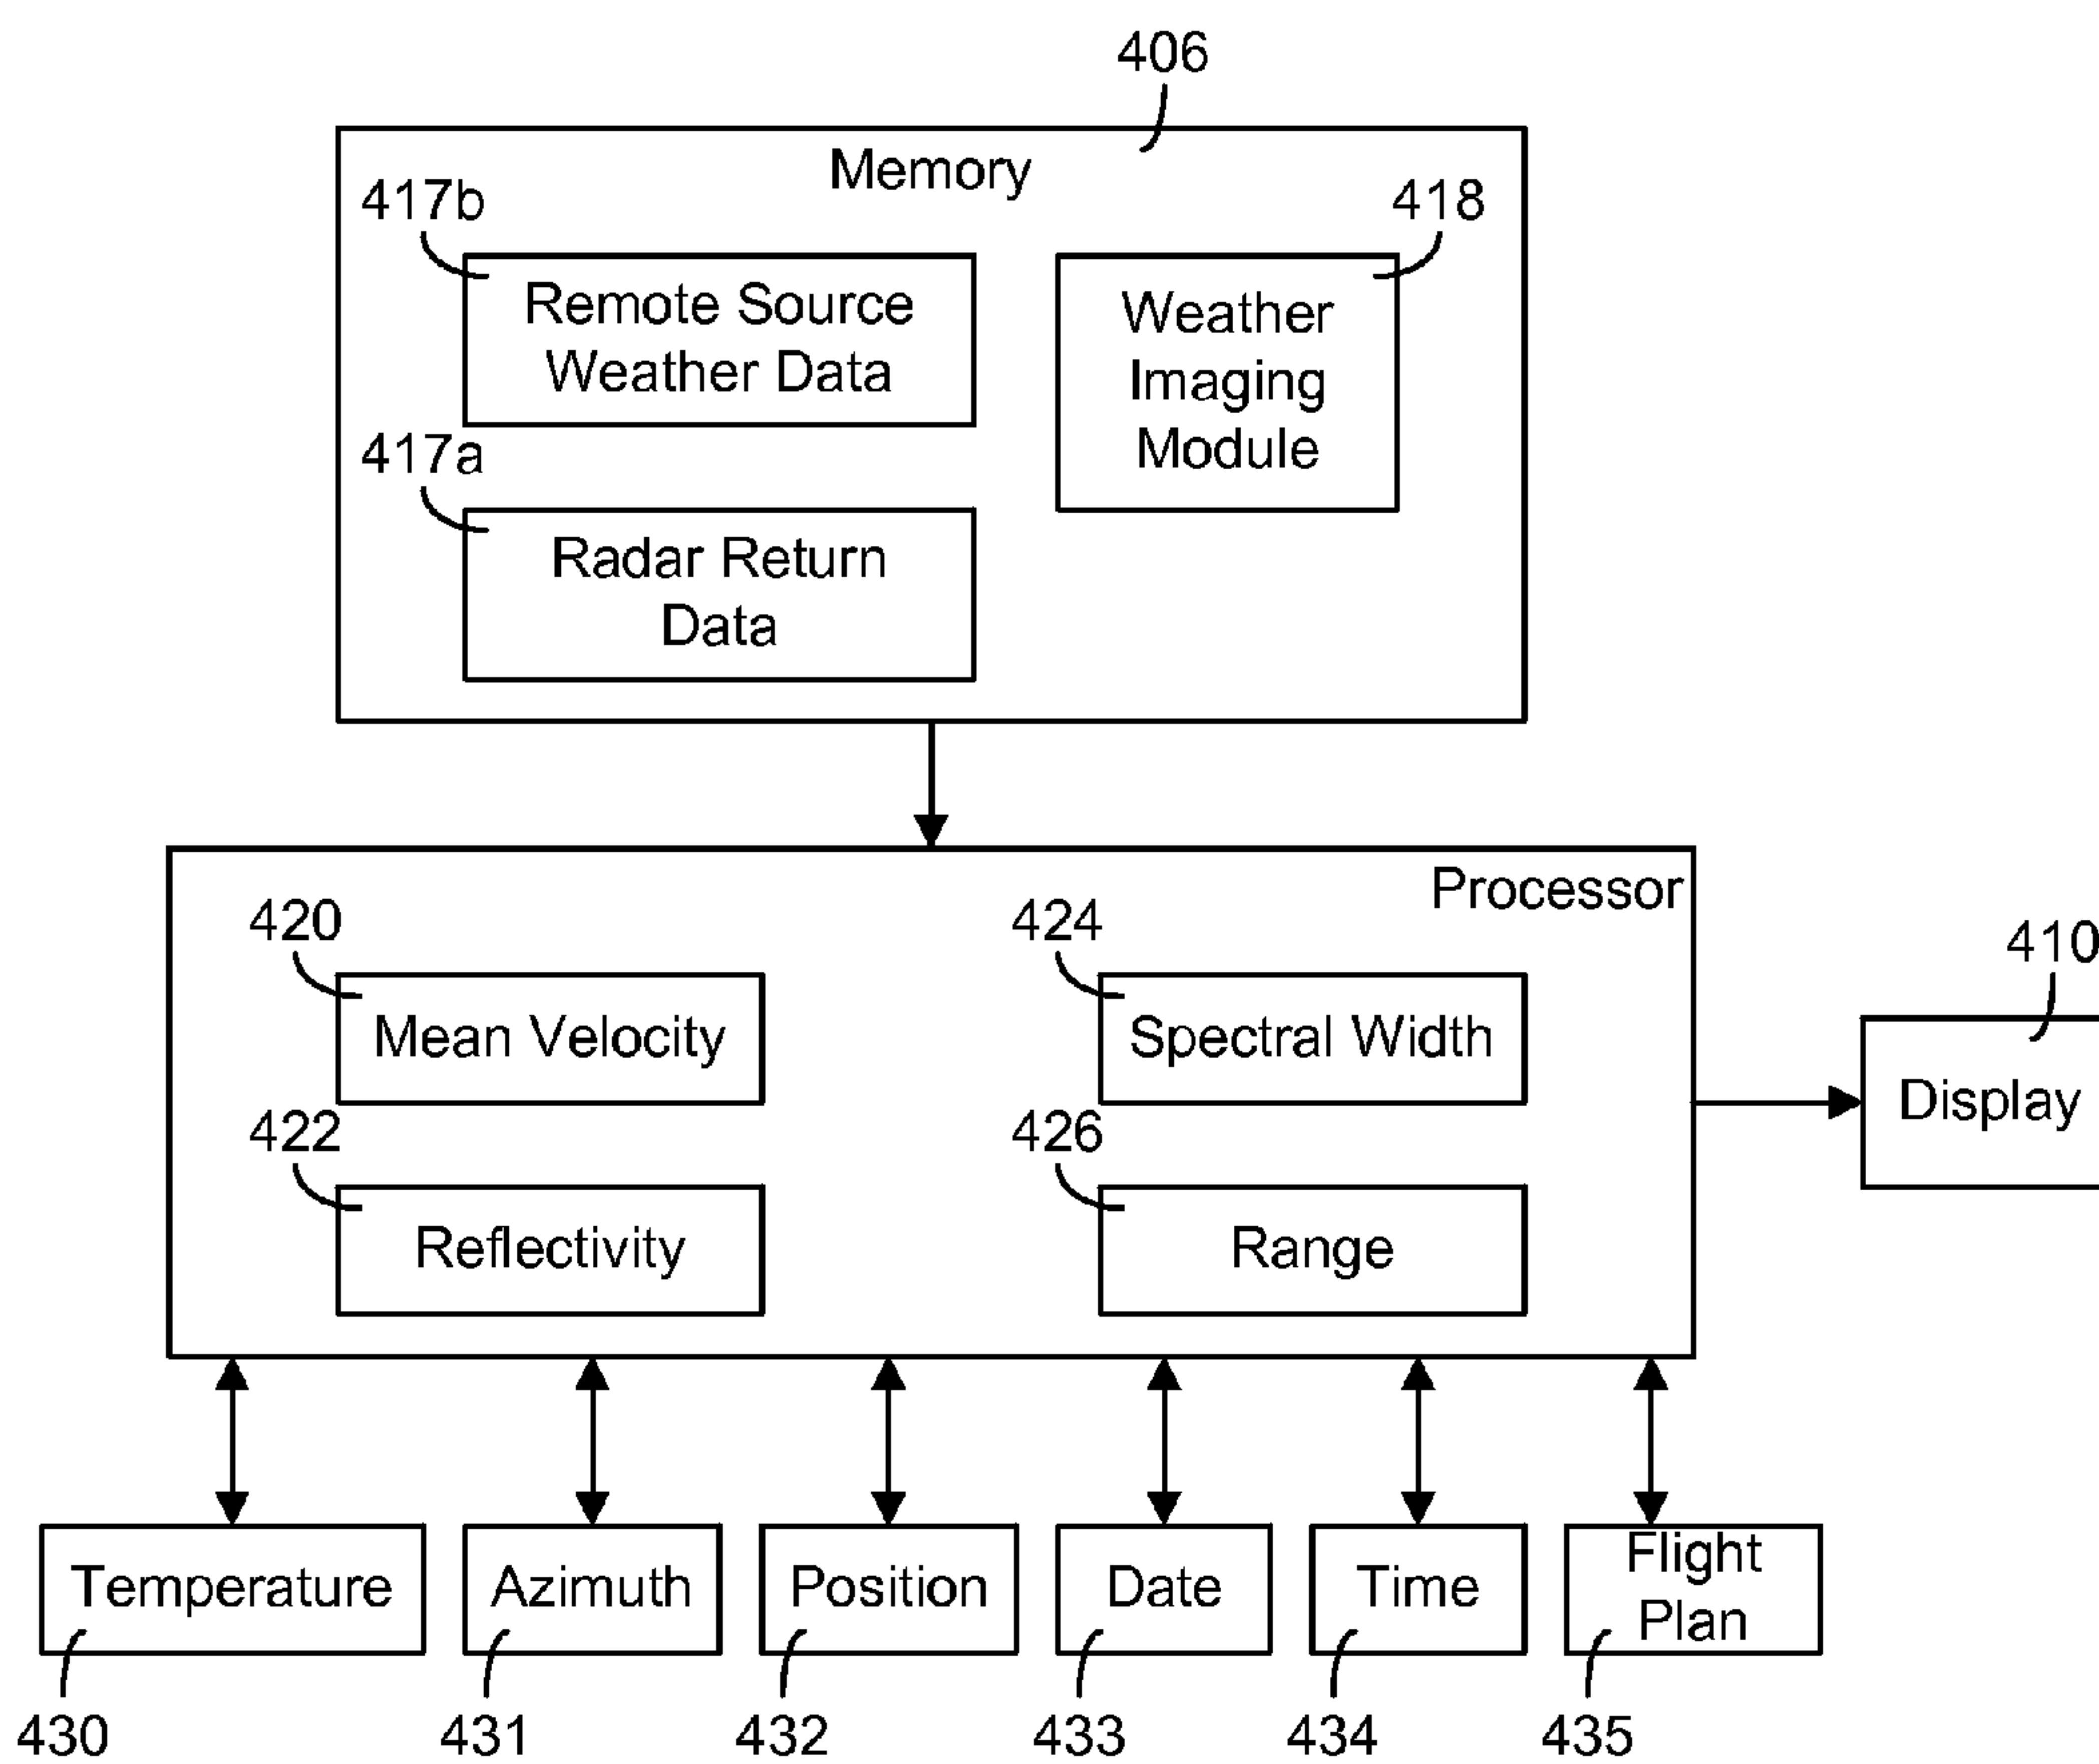 406
Memory
417b
418
Remote Source
Weather Data
Weather
Imaging
Module
417a
Radar Return
Data
Processor
420
424
410
Mean Velocity
Spectral Width
Display
422
426
Reflectivity
Range
Temperature
Azimuth
Position
Date
Time
Flight
Plan
430
431
432
433
434
435